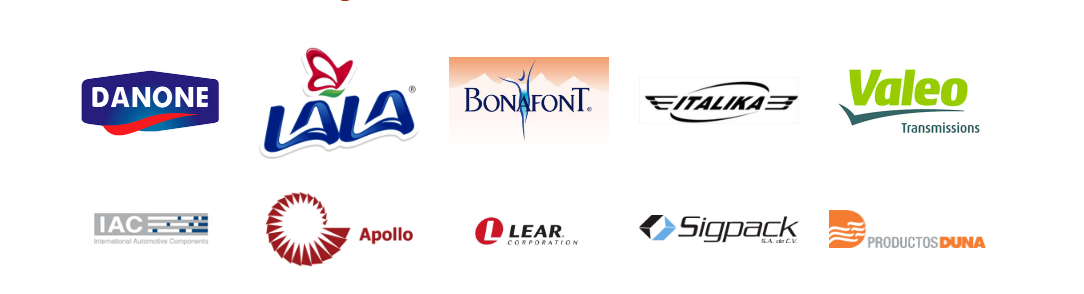 DANONE
LALA®
BONAFONT®
ITALIKA
Valeo
Transmissions
IAC
International Automotive Components
Apollo
LEAR.
CORPORATION
Sigpack
S.A. de C.V.
PRODUCTOS DUNA